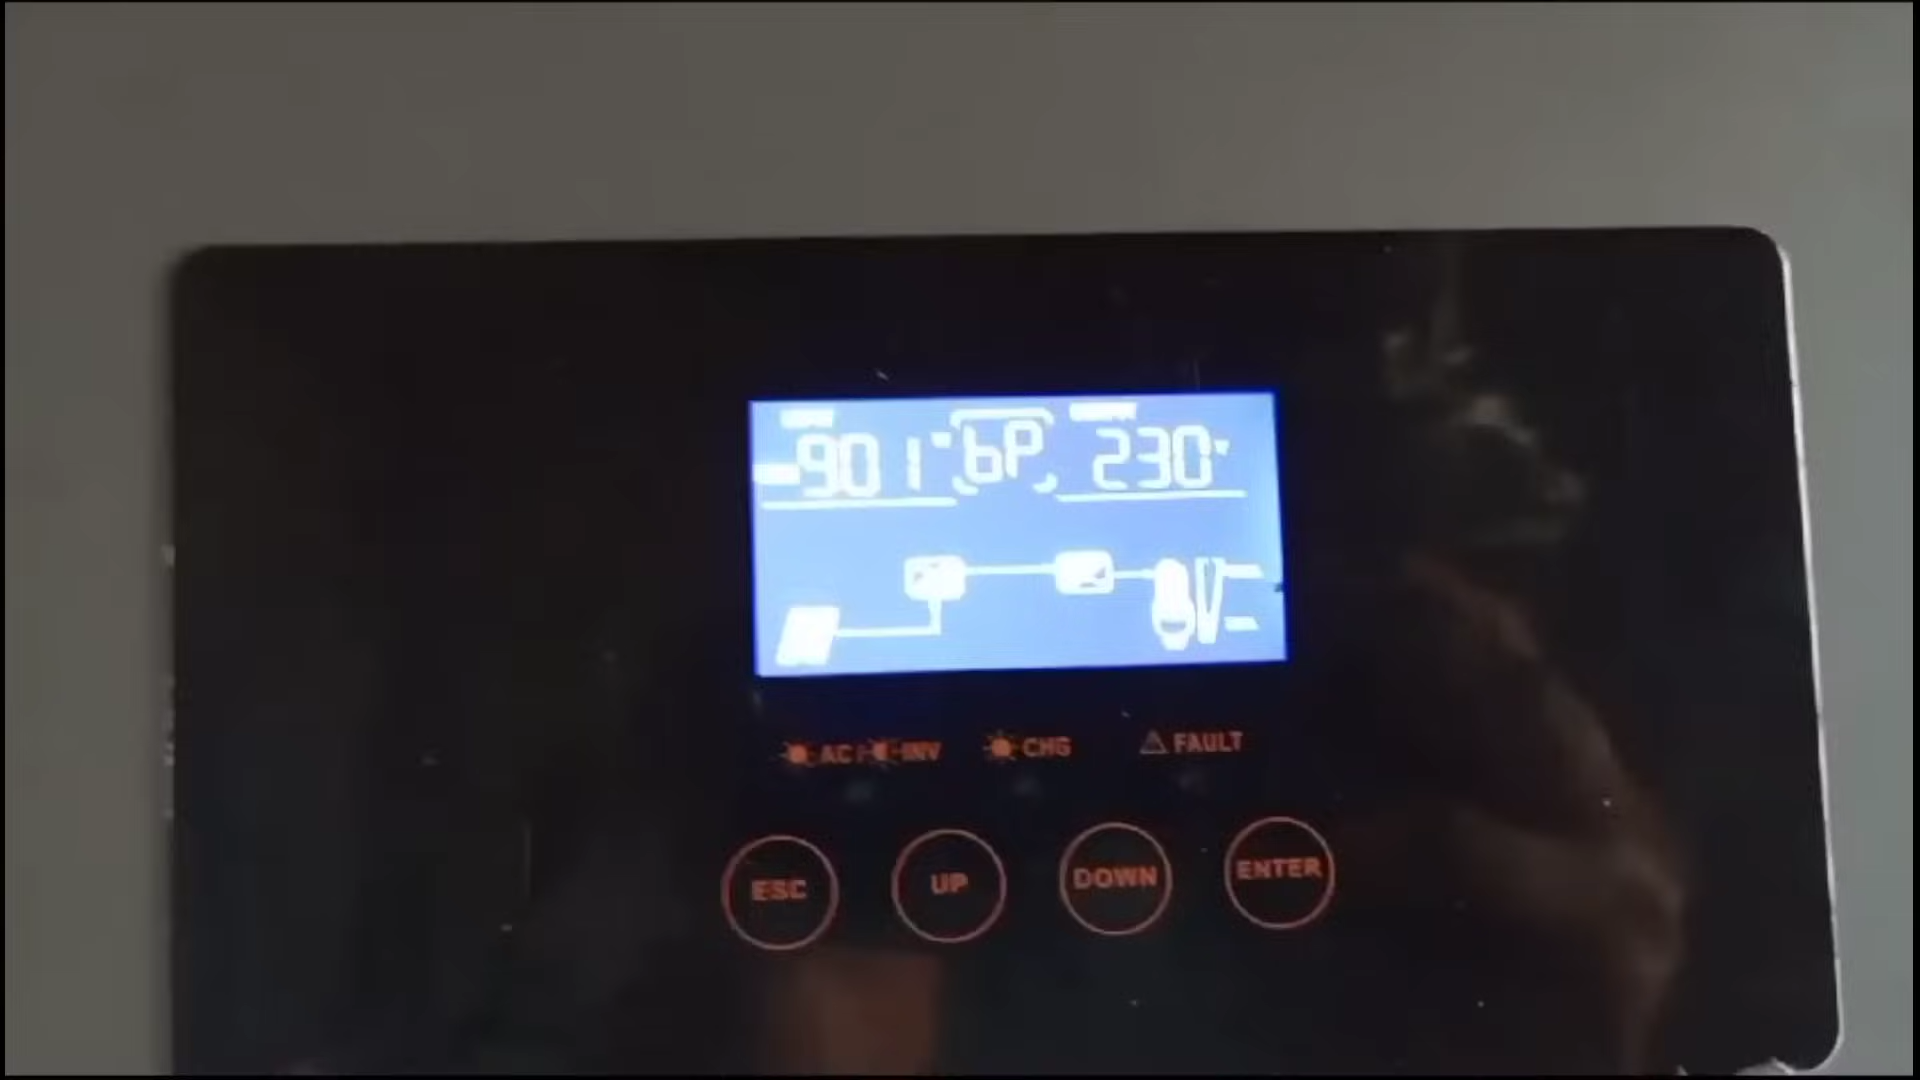 901 bP 230
AC / INV CHG FAULT
ESC UP DOWN ENTER